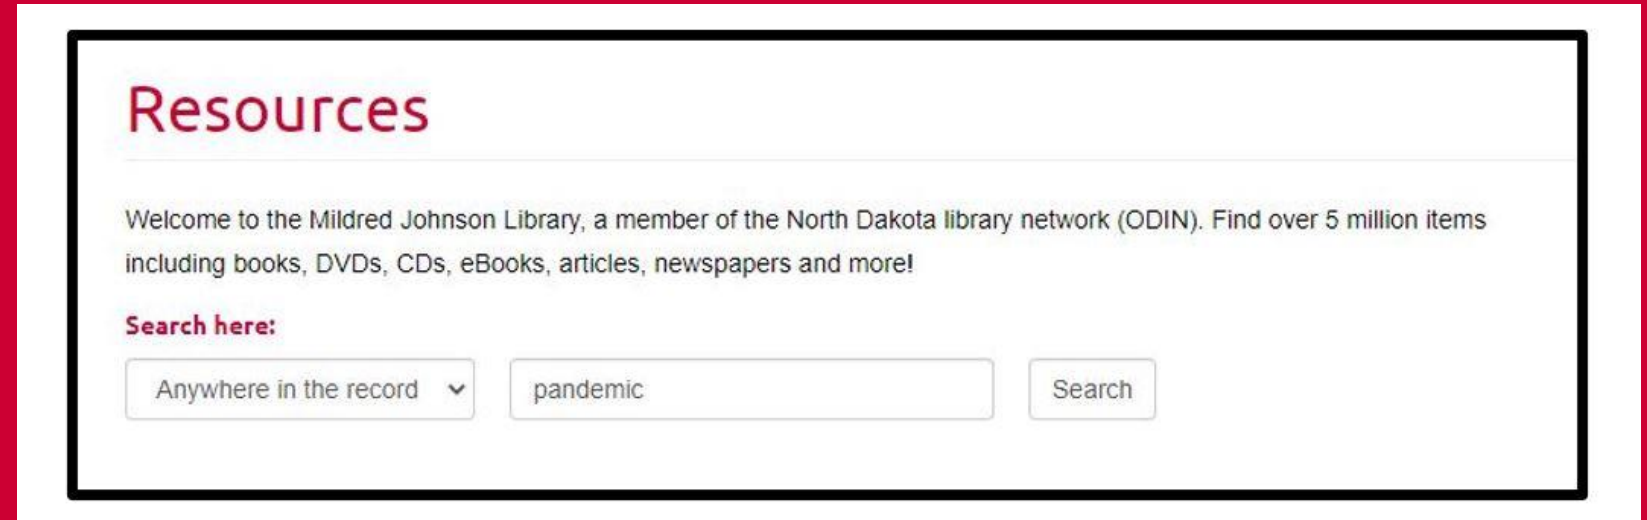 Resources
Welcome to the Mildred Johnson Library, a member of the North Dakota library network (ODIN). Find over 5 million items
including books, DVDs, CDs, eBooks, articles, newspapers and more!
Search here:
Anywhere in the record pandemic Search